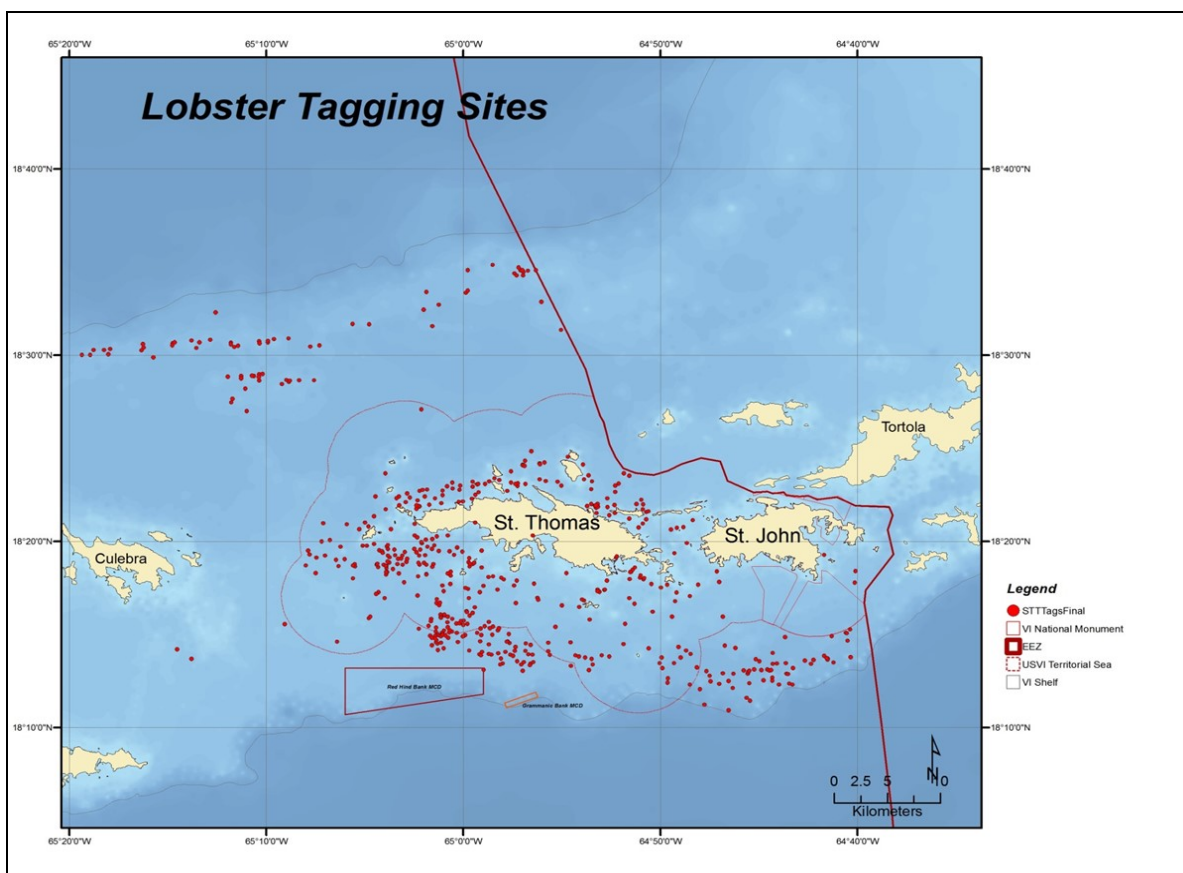 65°20'0"W 65°10'0"W 65°0'0"W 64°50'0"W 64°40'0"W
Lobster Tagging Sites
18°40'0"N 18°40'0"N
18°30'0"N 18°30'0"N
Tortola
St. Thomas
St. John
18°20'0"N 18°20'0"N
Culebra
Legend
STTTagsFinal
VI National Monument
EEZ
USVI Territorial Sea
VI Shelf
Red Hind Bank MCD
Grammanic Bank MCD
18°10'0"N 18°10'0"N
N
0 2.5 5 0
Kilometers
65°20'0"W 65°10'0"W 65°0'0"W 64°50'0"W 64°40'0"W